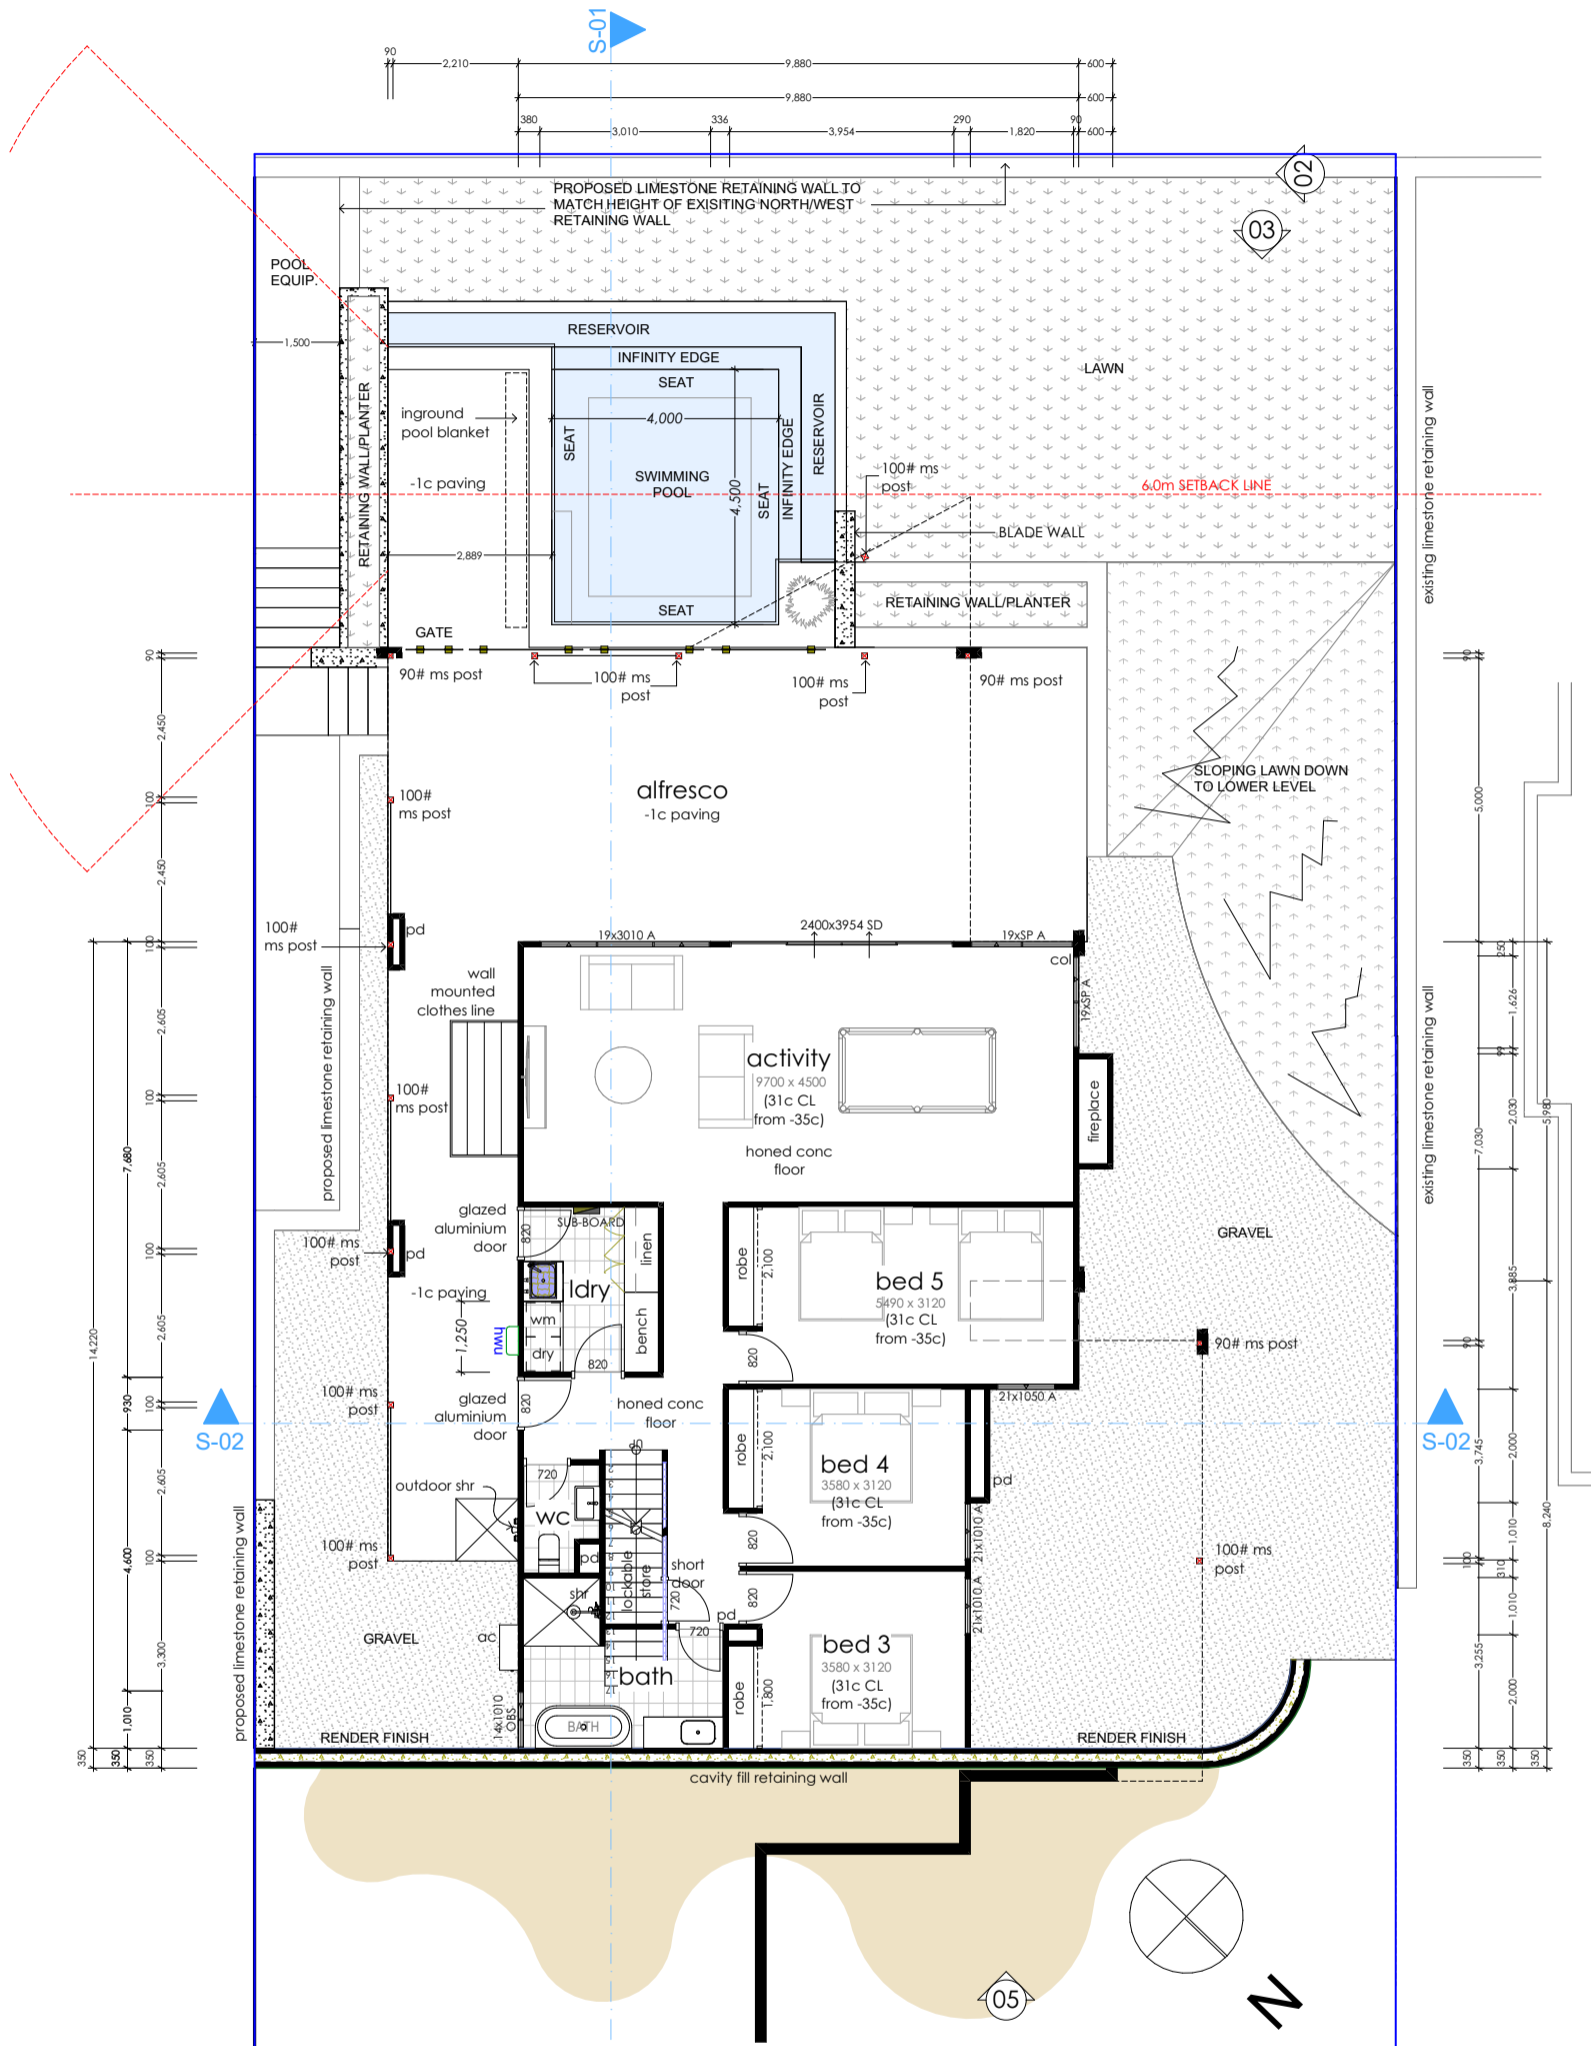 S-01
90
2,210
9,880
600
9,880
600
380
3,010
336
3,954
290
1,820
90
600
02
03
PROPOSED LIMESTONE RETAINING WALL TO
MATCH HEIGHT OF EXISITING NORTH/WEST
RETAINING WALL
POOL
EQUIP.
1,500
RESERVOIR
INFINITY EDGE
SEAT
LAWN
RETAINING WALL/PLANTER
inground
pool blanket
4,000
SEAT
INFINITY EDGE
RESERVOIR
-1c paving
SWIMMING
POOL
4,500
SEAT
100# ms
post
6.0m SETBACK LINE
existing limestone retaining wall
BLADE WALL
2,889
SEAT
RETAINING WALL/PLANTER
GATE
90# ms post
100# ms
post
100# ms
post
90# ms post
90
2,450
100
2,450
100
2,605
100
2,605
100
2,605
100
2,605
100
3,300
350
7,680
930
4,600
1,010
350
14,220
350
90
5,000
7,030
90
3,745
100
3,255
350
250
1,626
99
2,030
3,885
2,000
1,010
310
1,010
2,000
350
5,980
8,240
350
SLOPING LAWN DOWN
TO LOWER LEVEL
alfresco
-1c paving
100#
ms post
100#
ms post
pd
19x3010 A
2400x3954 SD
19xSP A
col
19xSP A
wall
mounted
clothes line
proposed limestone retaining wall
existing limestone retaining wall
activity
9700 x 4500
(31c CL
from -35c)
honed conc
floor
fireplace
100#
ms post
glazed
aluminium
door
820
SUB-BOARD
linen
100# ms
post
pd
ldry
-1c paving
1,250
hwu
wm
dry
bench
820
robe
2,100
bed 5
5490 x 3120
(31c CL
from -35c)
820
GRAVEL
90# ms post
21x1050 A
100# ms
post
glazed
aluminium
door
820
honed conc
floor
S-02
S-02
UP
robe
2,100
bed 4
3580 x 3120
(31c CL
from -35c)
pd
21x1010 A
outdoor shr
720
wc
pd
100# ms
post
lockable
store
short
door
720
820
820
100# ms
post
21x1010 A
proposed limestone retaining wall
shr
pd
720
GRAVEL
ac
bath
robe
1,800
bed 3
3580 x 3120
(31c CL
from -35c)
14x1010
OBS
BATH
RENDER FINISH
RENDER FINISH
cavity fill retaining wall
05
N